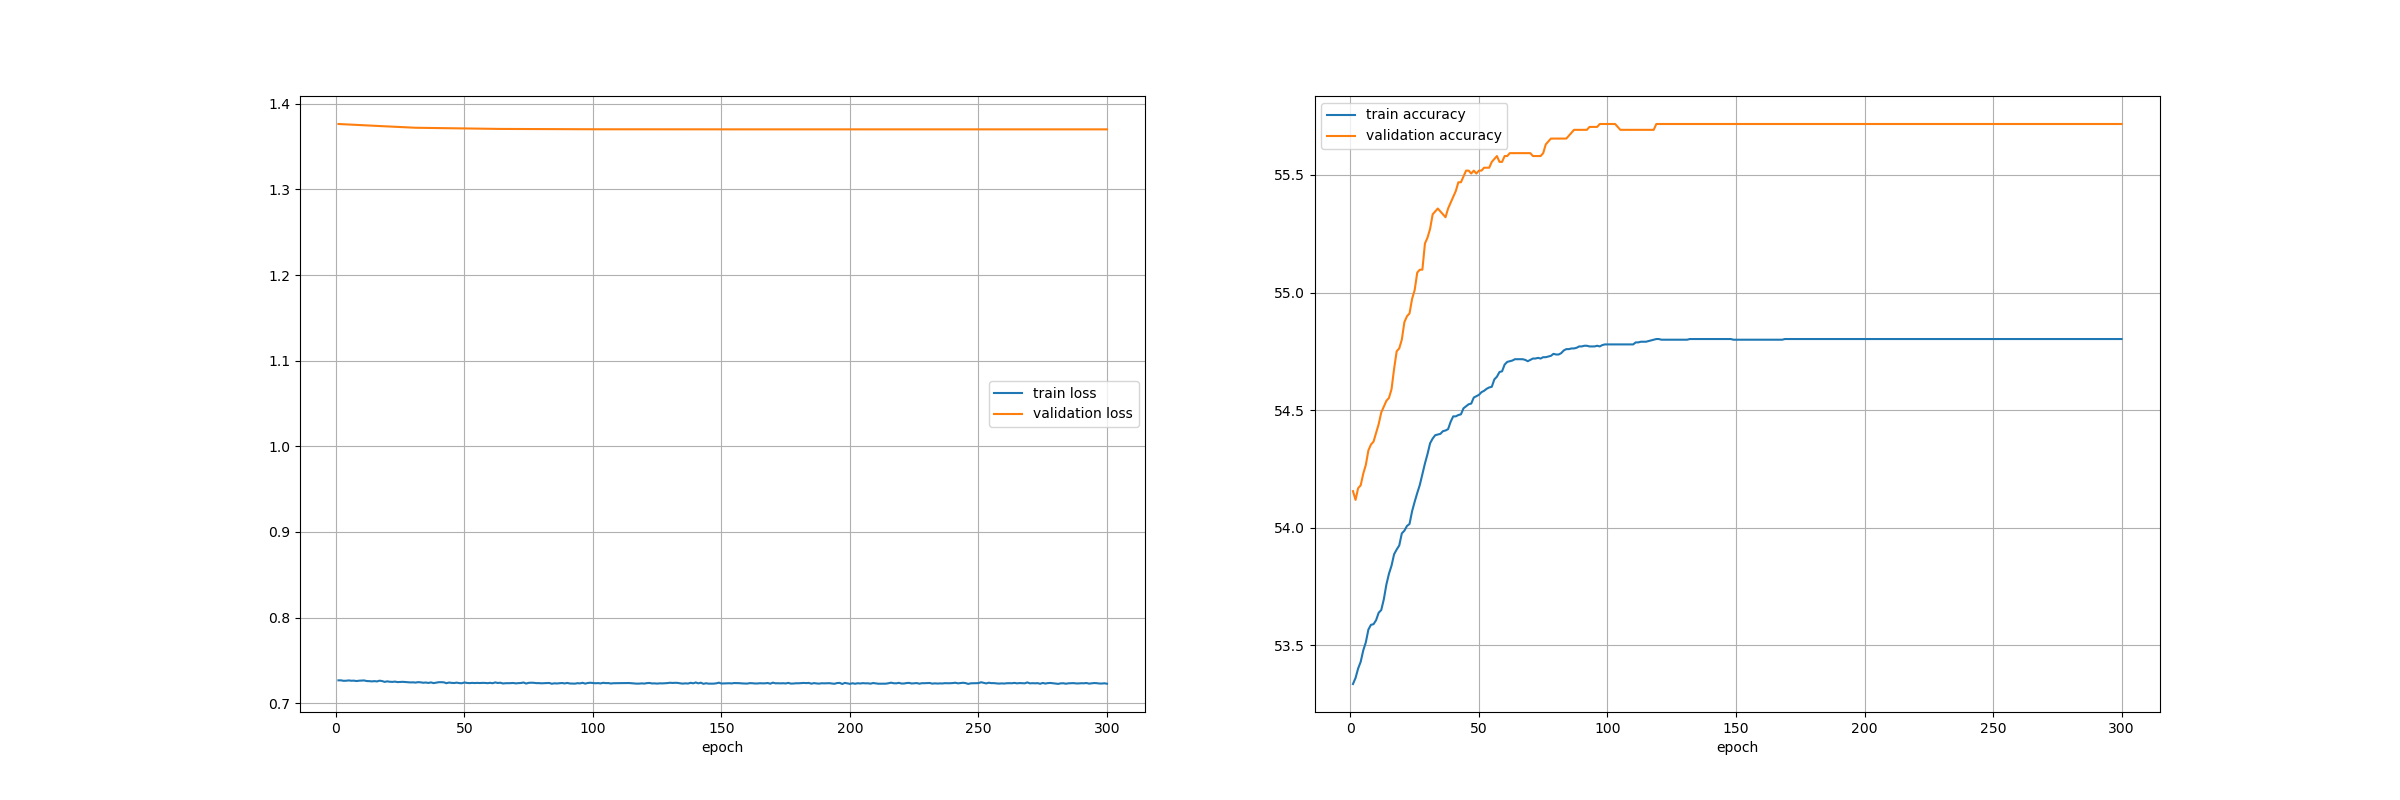 1.4
1.3
1.2
1.1
1.0
0.9
0.8
0.7
0 50 100 150 200 250 300
epoch
train loss
validation loss
train accuracy
validation accuracy
55.5
55.0
54.5
54.0
53.5
0 50 100 150 200 250 300
epoch